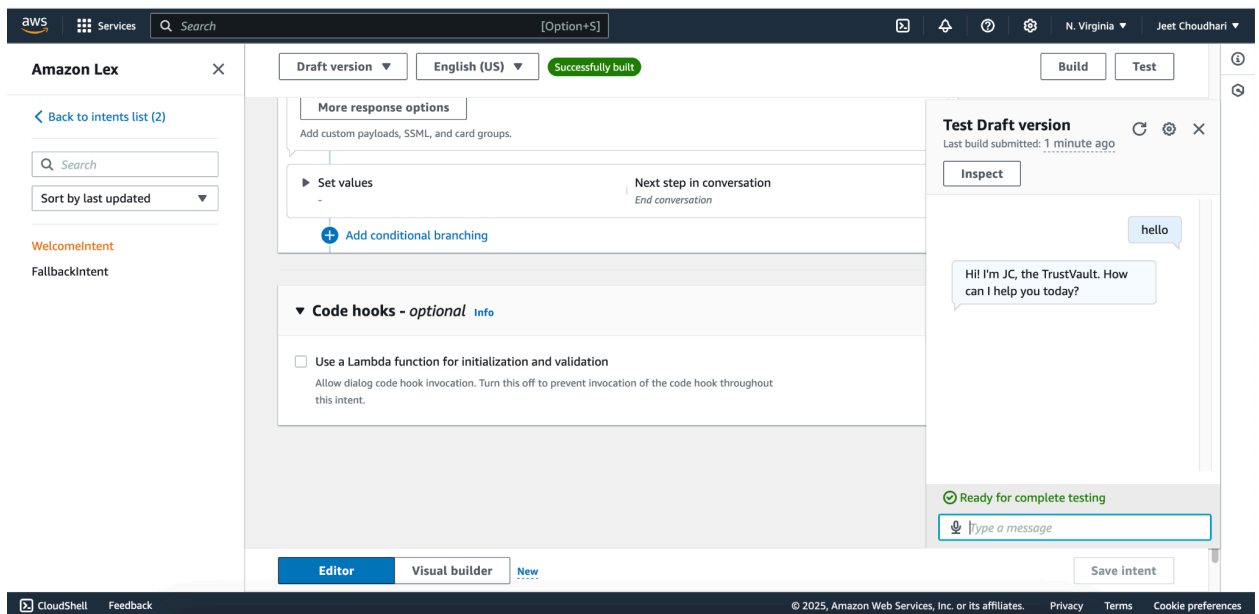 aws
Services
Search
[Option+S]
N. Virginia
Jeet Choudhari
Amazon Lex
Back to intents list (2)
Search
Sort by last updated
WelcomeIntent
FallbackIntent
Draft version
English (US)
Successfully built
Build
Test
More response options
Add custom payloads, SSML, and card groups.
Set values
-
Next step in conversation
End conversation
Add conditional branching
Code hooks - optional Info
Use a Lambda function for initialization and validation
Allow dialog code hook invocation. Turn this off to prevent invocation of the code hook throughout
this intent.
Test Draft version
Last build submitted: 1 minute ago
Inspect
hello
Hi! I'm JC, the TrustVault. How
can I help you today?
Ready for complete testing
Type a message
Editor
Visual builder
New
Save intent
CloudShell
Feedback
© 2025, Amazon Web Services, Inc. or its affiliates.
Privacy
Terms
Cookie preferences